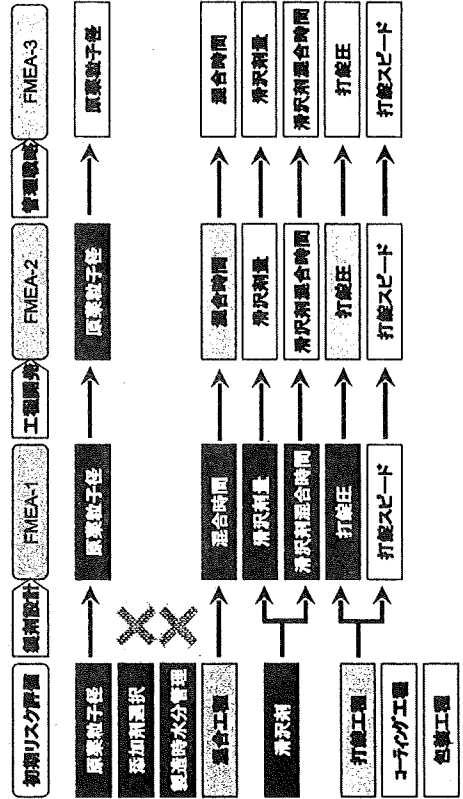 初期リスク評価
製剤設計
FMEA-1
工程開発
FMEA-2
管理戦略
FMEA-3
原薬粒子径
原薬粒子径
原薬粒子径
原薬粒子径
添加剤選択
製造時水分管理
混合工程
混合時間
混合時間
混合時間
滑沢剤
滑沢剤量
滑沢剤量
滑沢剤量
滑沢剤混合時間
滑沢剤混合時間
滑沢剤混合時間
打錠工程
打錠圧
打錠圧
打錠圧
打錠スピード
打錠スピード
打錠スピード
コーティング工程
包装工程